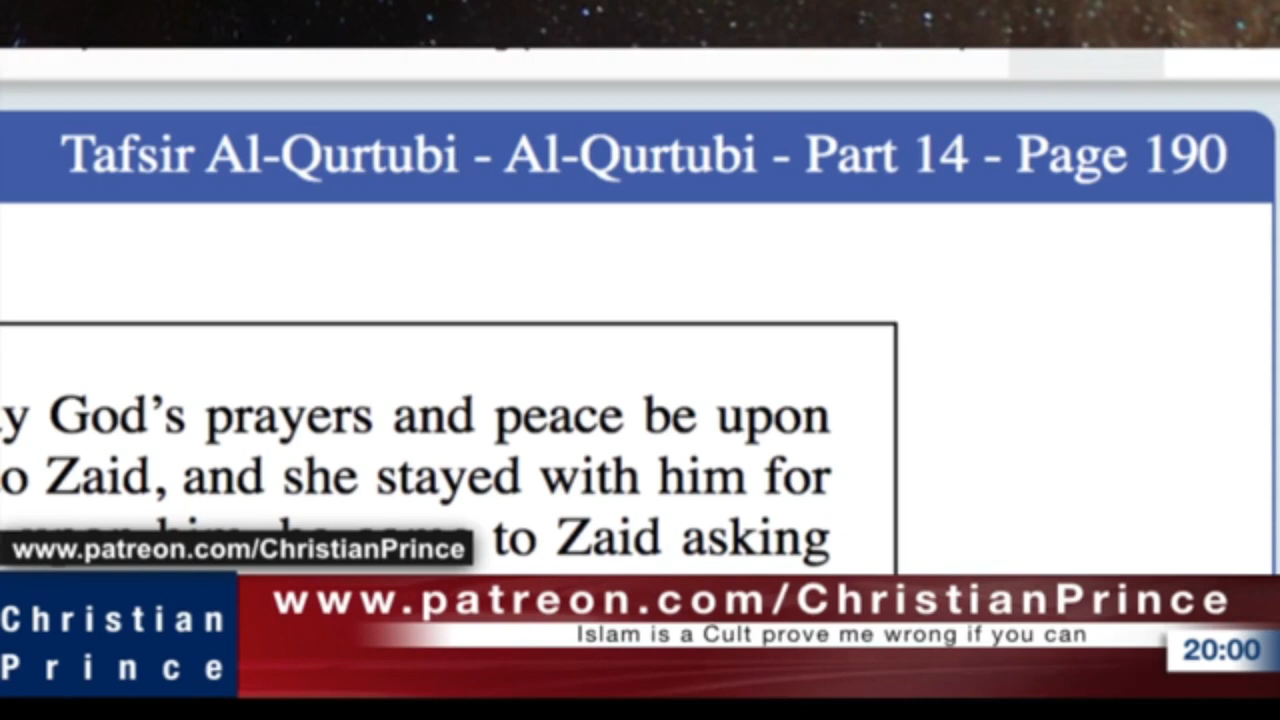 Tafsir Al-Qurtubi - Al-Qurtubi - Part 14 - Page 190
God's prayers and peace be upon
Zaid, and she stayed with him for
to Zaid asking
www.patreon.com/ChristianPrince
Christian
Prince
www.patreon.com/ChristianPrince
Islam is a Cult prove me wrong if you can
20:00